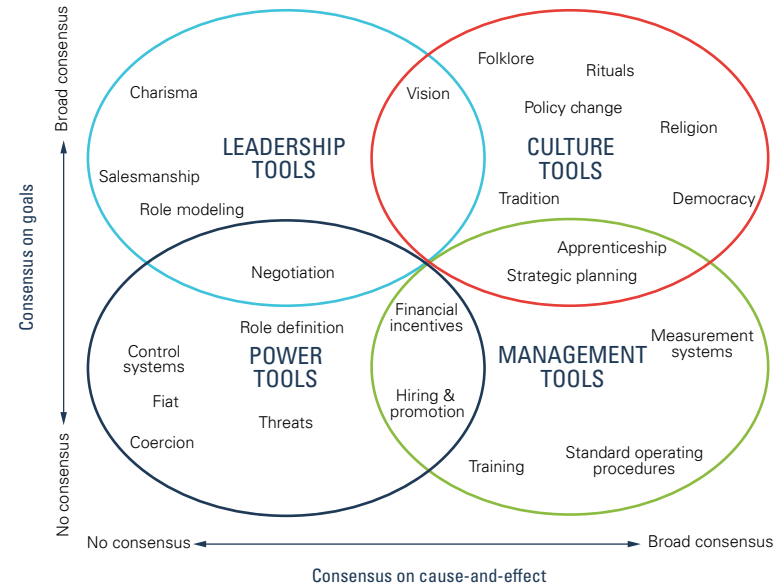 Broad consensus
Consensus on goals
No consensus
Folklore
Rituals
Charisma
Vision
Policy change
Religion
LEADERSHIP
TOOLS
CULTURE
TOOLS
Salesmanship
Role modeling
Tradition
Democracy
Apprenticeship
Negotiation
Strategic planning
Role definition
Financial
incentives
Control
systems
POWER
TOOLS
MANAGEMENT
TOOLS
Measurement
systems
Fiat
Hiring &
promotion
Coercion
Threats
Training
Standard operating
procedures
No consensus
Broad consensus
Consensus on cause-and-effect